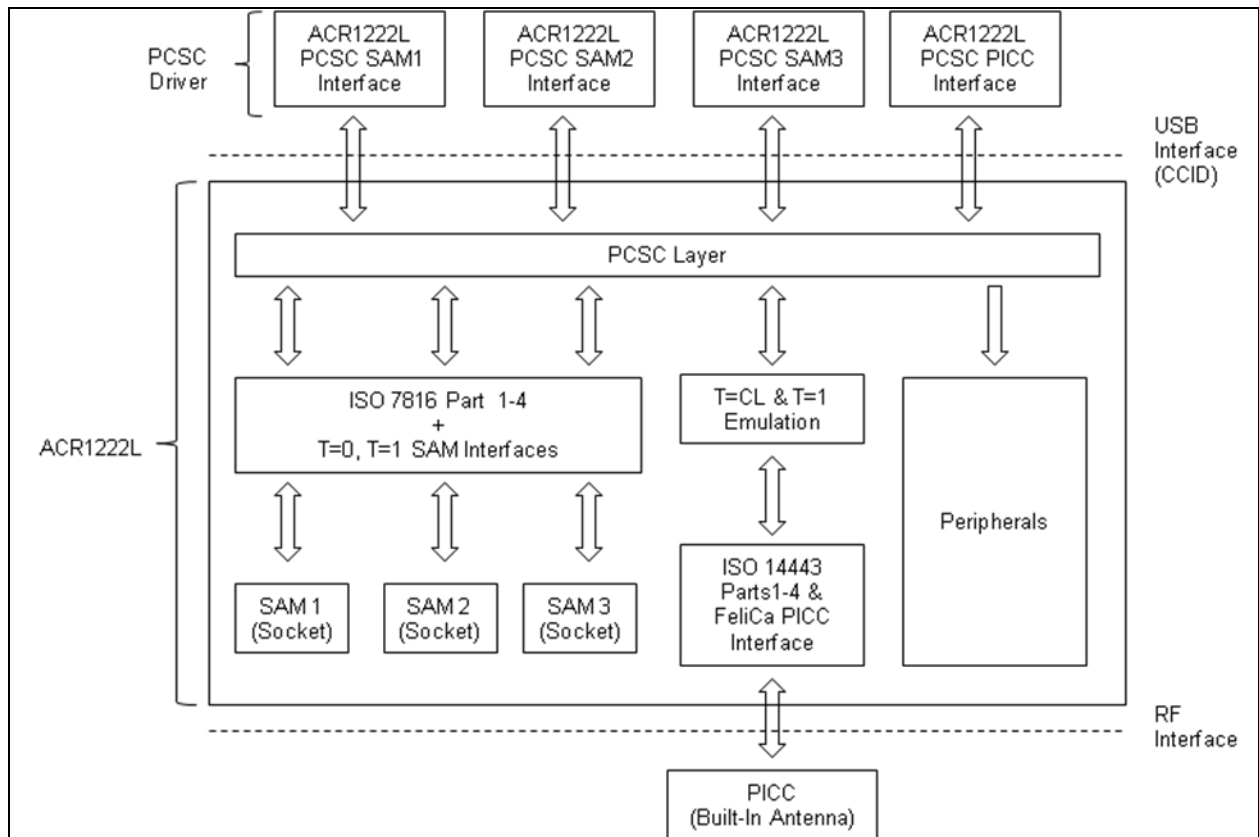 PCSC
Driver
ACR1222L
PCSC SAM1
Interface
ACR1222L
PCSC SAM2
Interface
ACR1222L
PCSC SAM3
Interface
ACR1222L
PCSC PICC
Interface
USB
Interface
(CCID)
PCSC Layer
ACR1222L
ISO 7816 Part 1-4
+
T=0, T=1 SAM Interfaces
T=CL & T=1
Emulation
Peripherals
SAM 1
(Socket)
SAM 2
(Socket)
SAM 3
(Socket)
ISO 14443
Parts1-4 &
FeliCa PICC
Interface
RF
Interface
PICC
(Built-In Antenna)